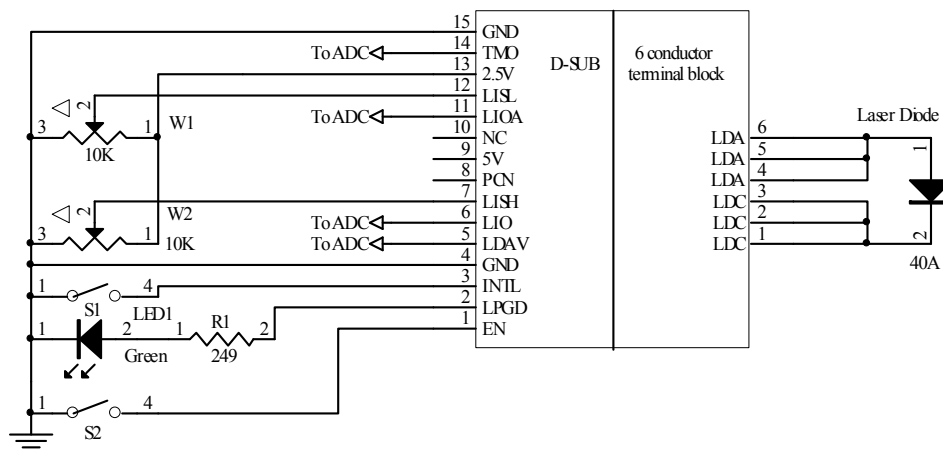 15 GND
To ADC 14 TMO
13 2.5V
12 LISL
To ADC 11 LIOA
10 NC
9 5V
8 PCN
7 LISH
To ADC 6 LIO
To ADC 5 LDAV
4 GND
3 INTL
2 LPGD
1 EN
D-SUB
6 conductor
terminal block
LDA 6
LDA 5
LDA 4
LDC 3
LDC 2
LDC 1
Laser Diode
1
2
40A
2
3 1 W1
10K
2 W2
3 1
10K
1 4
S1
LED1
1 2
Green
R1
1 2
249
1 4
S2